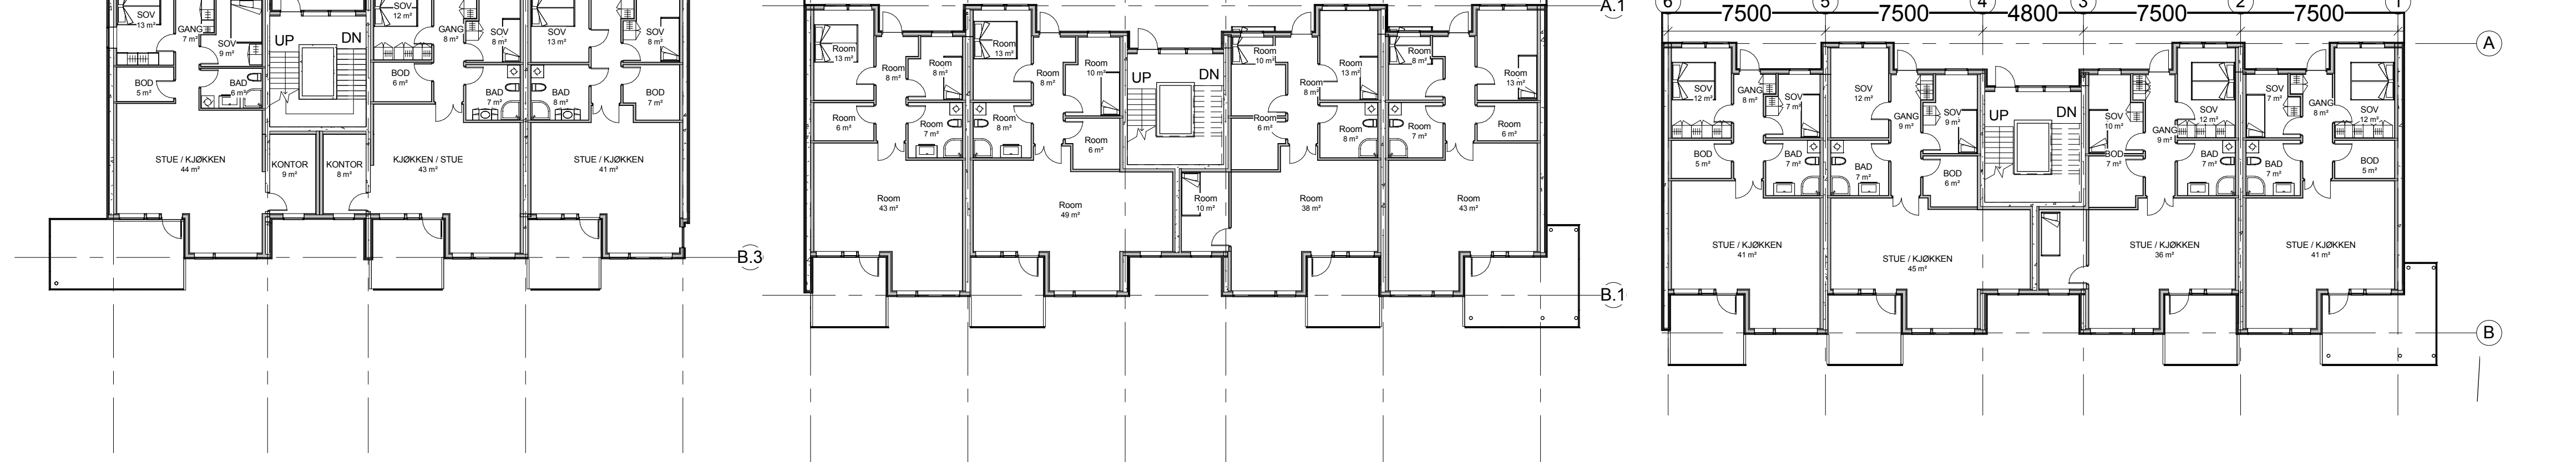 SOV
13 m²
GANG
7 m²
SOV
9 m²
BOD
5 m²
BAD
6 m²
UP
DN
SOV
12 m²
GANG
8 m²
SOV
8 m²
BOD
6 m²
BAD
7 m²
SOV
13 m²
SOV
8 m²
BAD
8 m²
BOD
7 m²
STUE / KJØKKEN
44 m²
KONTOR
9 m²
KONTOR
8 m²
KJØKKEN / STUE
43 m²
STUE / KJØKKEN
41 m²
B.3
Room
13 m²
Room
8 m²
Room
8 m²
Room
6 m²
Room
7 m²
Room
43 m²
Room
13 m²
Room
8 m²
Room
10 m²
Room
8 m²
Room
6 m²
Room
49 m²
UP
DN
Room
10 m²
Room
10 m²
Room
8 m²
Room
13 m²
Room
6 m²
Room
8 m²
Room
38 m²
Room
8 m²
Room
13 m²
Room
7 m²
Room
6 m²
Room
43 m²
A.1
B.1
6
7500
5
7500
4
4800
3
7500
2
7500
1
A
SOV
12 m²
GANG
8 m²
SOV
7 m²
BOD
5 m²
BAD
7 m²
STUE / KJØKKEN
41 m²
SOV
12 m²
GANG
9 m²
SOV
9 m²
BAD
7 m²
BOD
6 m²
STUE / KJØKKEN
45 m²
UP
DN
SOV
10 m²
GANG
9 m²
SOV
12 m²
BOD
7 m²
BAD
7 m²
STUE / KJØKKEN
36 m²
SOV
7 m²
GANG
8 m²
SOV
12 m²
BAD
7 m²
BOD
5 m²
STUE / KJØKKEN
41 m²
B